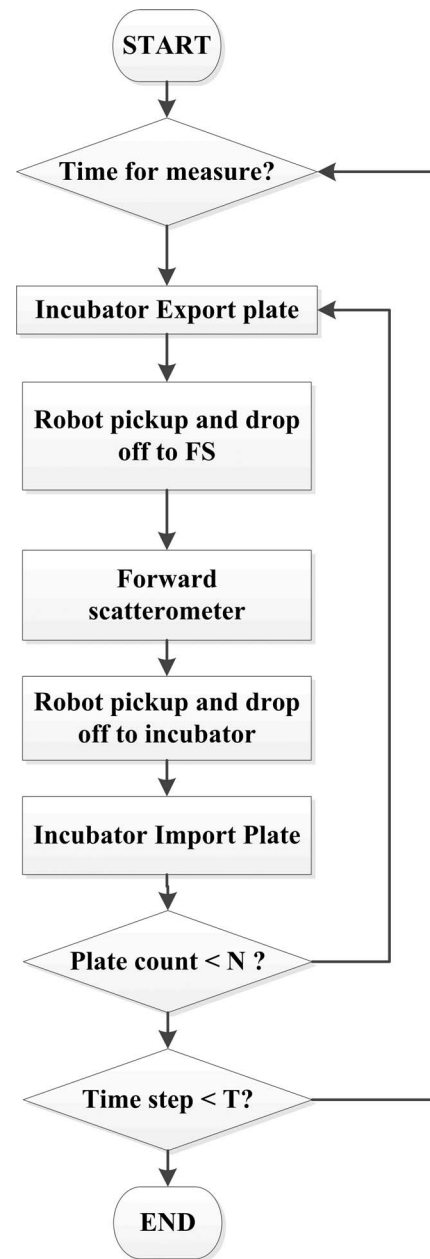 START
Time for measure?
Incubator Export plate
Robot pickup and drop
off to FS
Forward
scatterometer
Robot pickup and drop
off to incubator
Incubator Import Plate
Plate count < N ?
Time step < T?
END